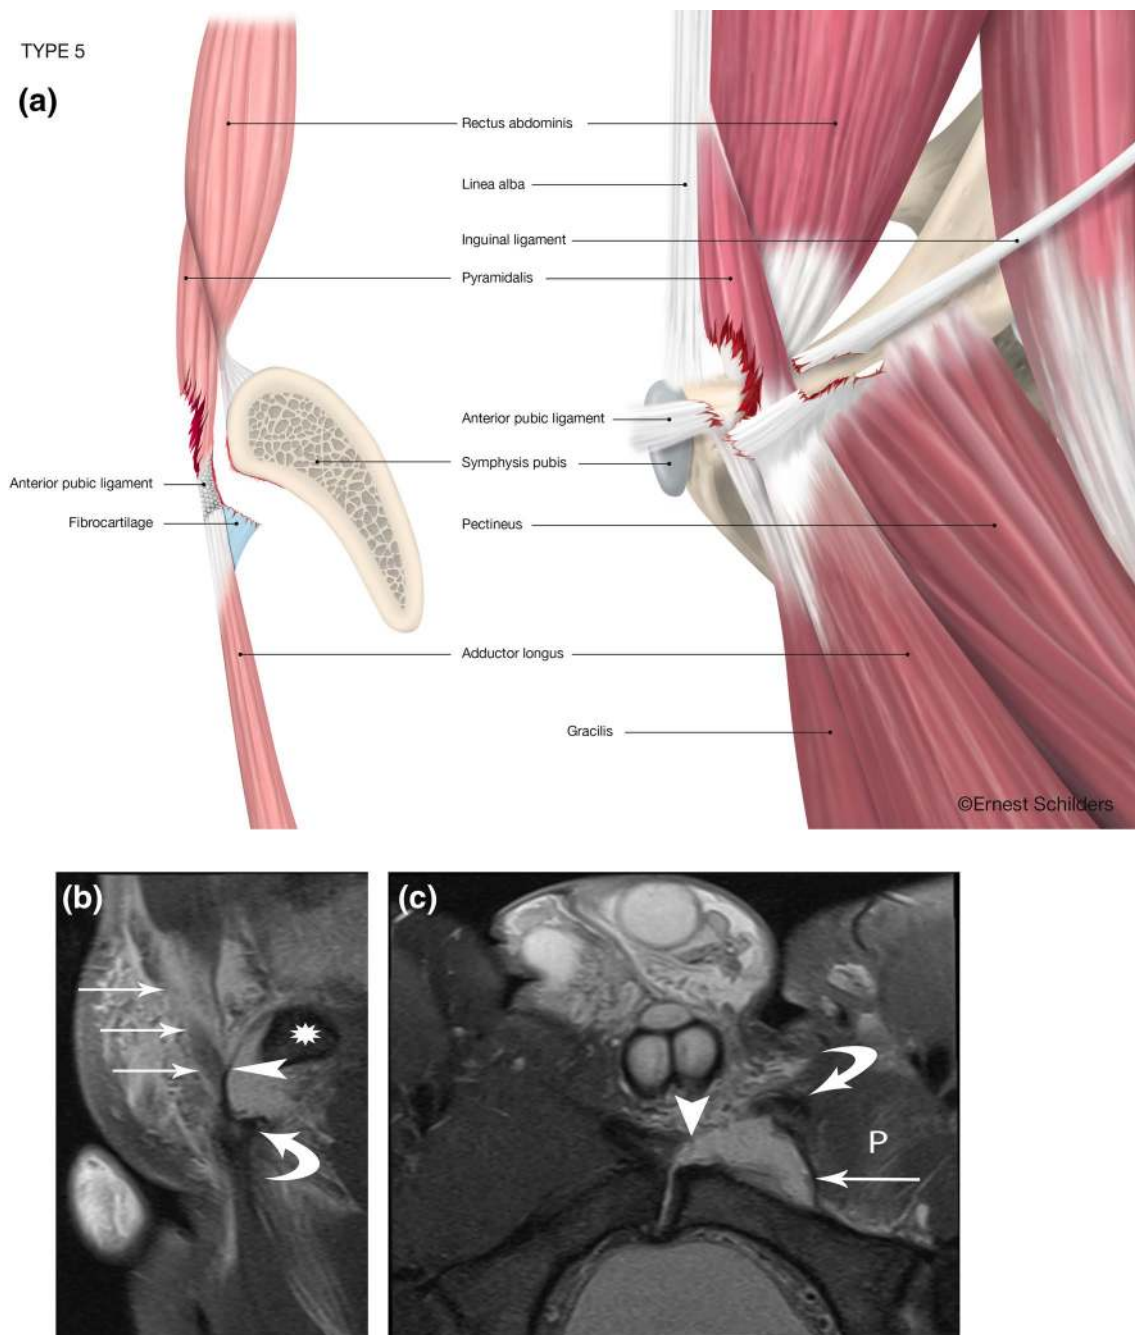 TYPE 5
(a)
Rectus abdominis
Linea alba
Inguinal ligament
Pyramidalis
Anterior pubic ligament
Symphysis pubis
Anterior pubic ligament
Fibrocartilage
Pectineus
Adductor longus
Gracilis
©Ernest Schilders
(b)
(c)
P